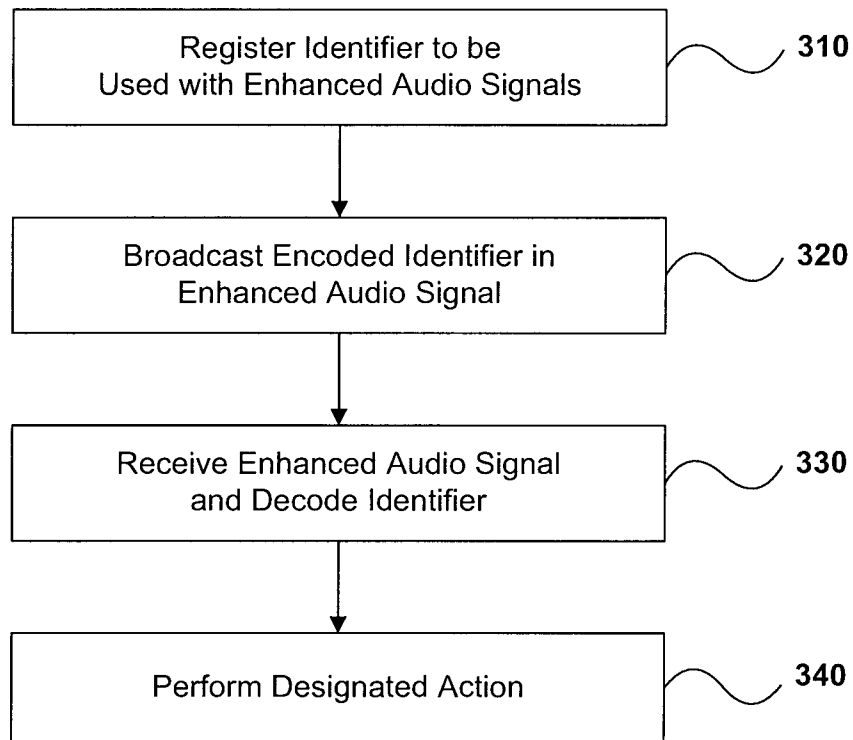 Register Identifier to be
Used with Enhanced Audio Signals
310
Broadcast Encoded Identifier in
Enhanced Audio Signal
320
Receive Enhanced Audio Signal
and Decode Identifier
330
Perform Designated Action
340